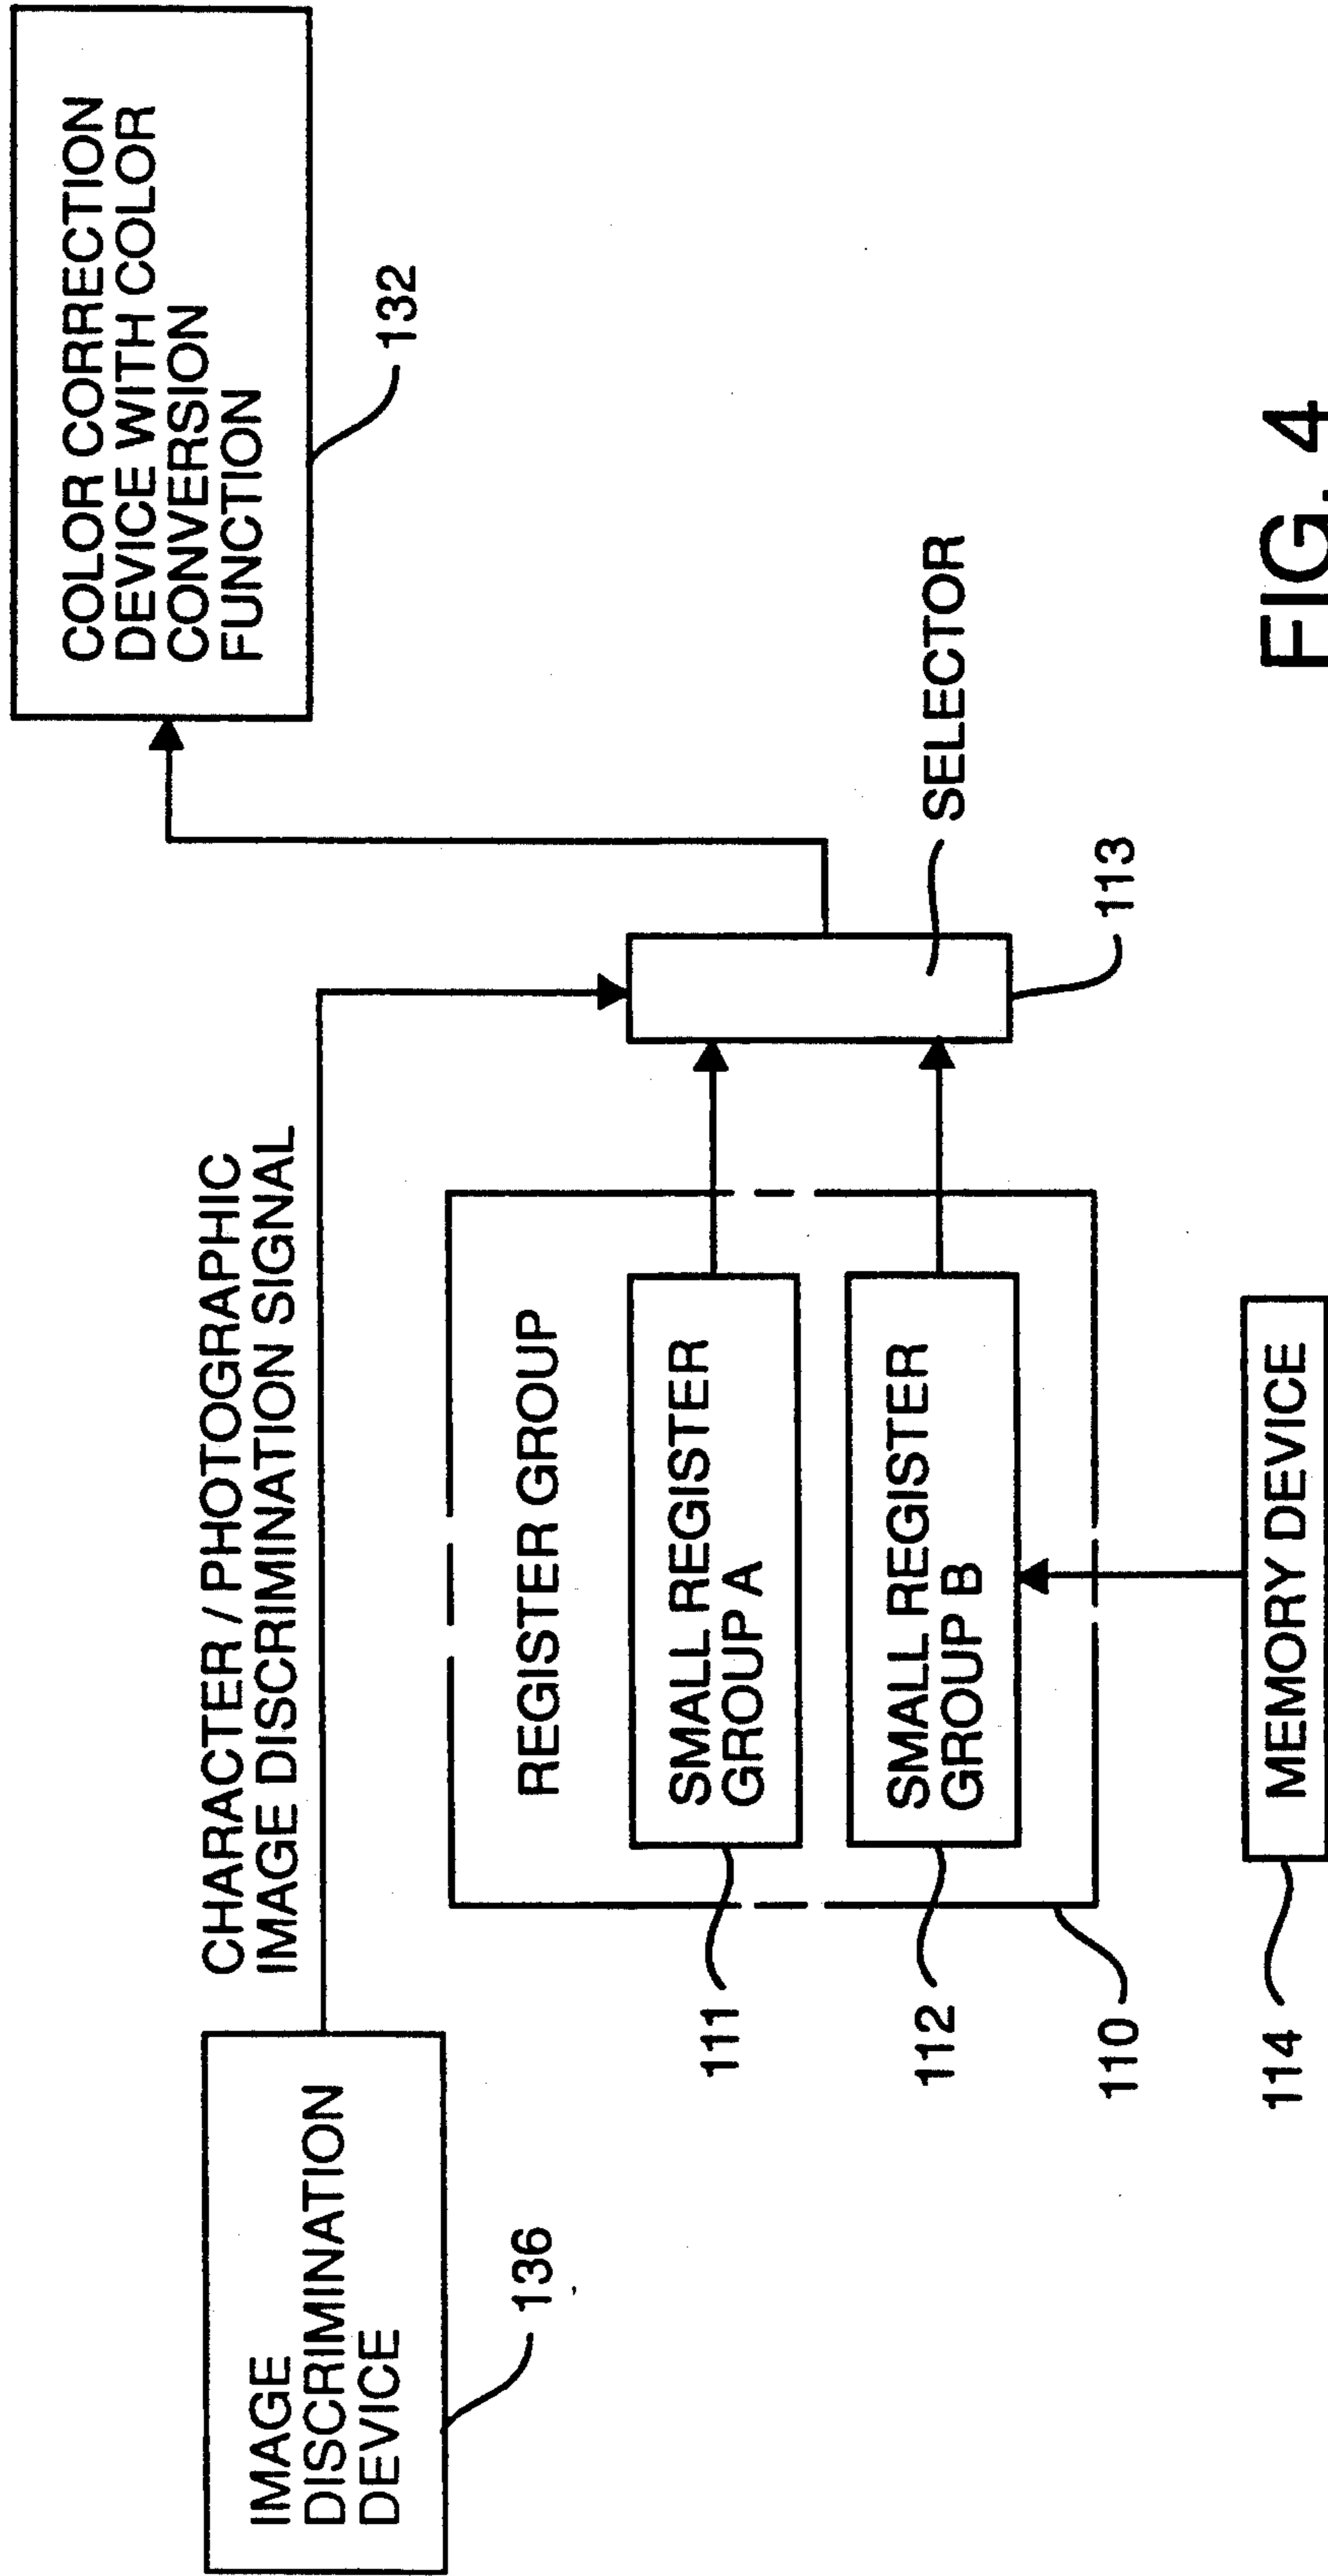 IMAGE
DISCRIMINATION
DEVICE
136
CHARACTER / PHOTOGRAPHIC
IMAGE DISCRIMINATION SIGNAL
COLOR CORRECTION
DEVICE WITH COLOR
CONVERSION
FUNCTION
132
REGISTER GROUP
SMALL REGISTER
GROUP A
111
SMALL REGISTER
GROUP B
112
110
SELECTOR
113
MEMORY DEVICE
114
FIG. 4